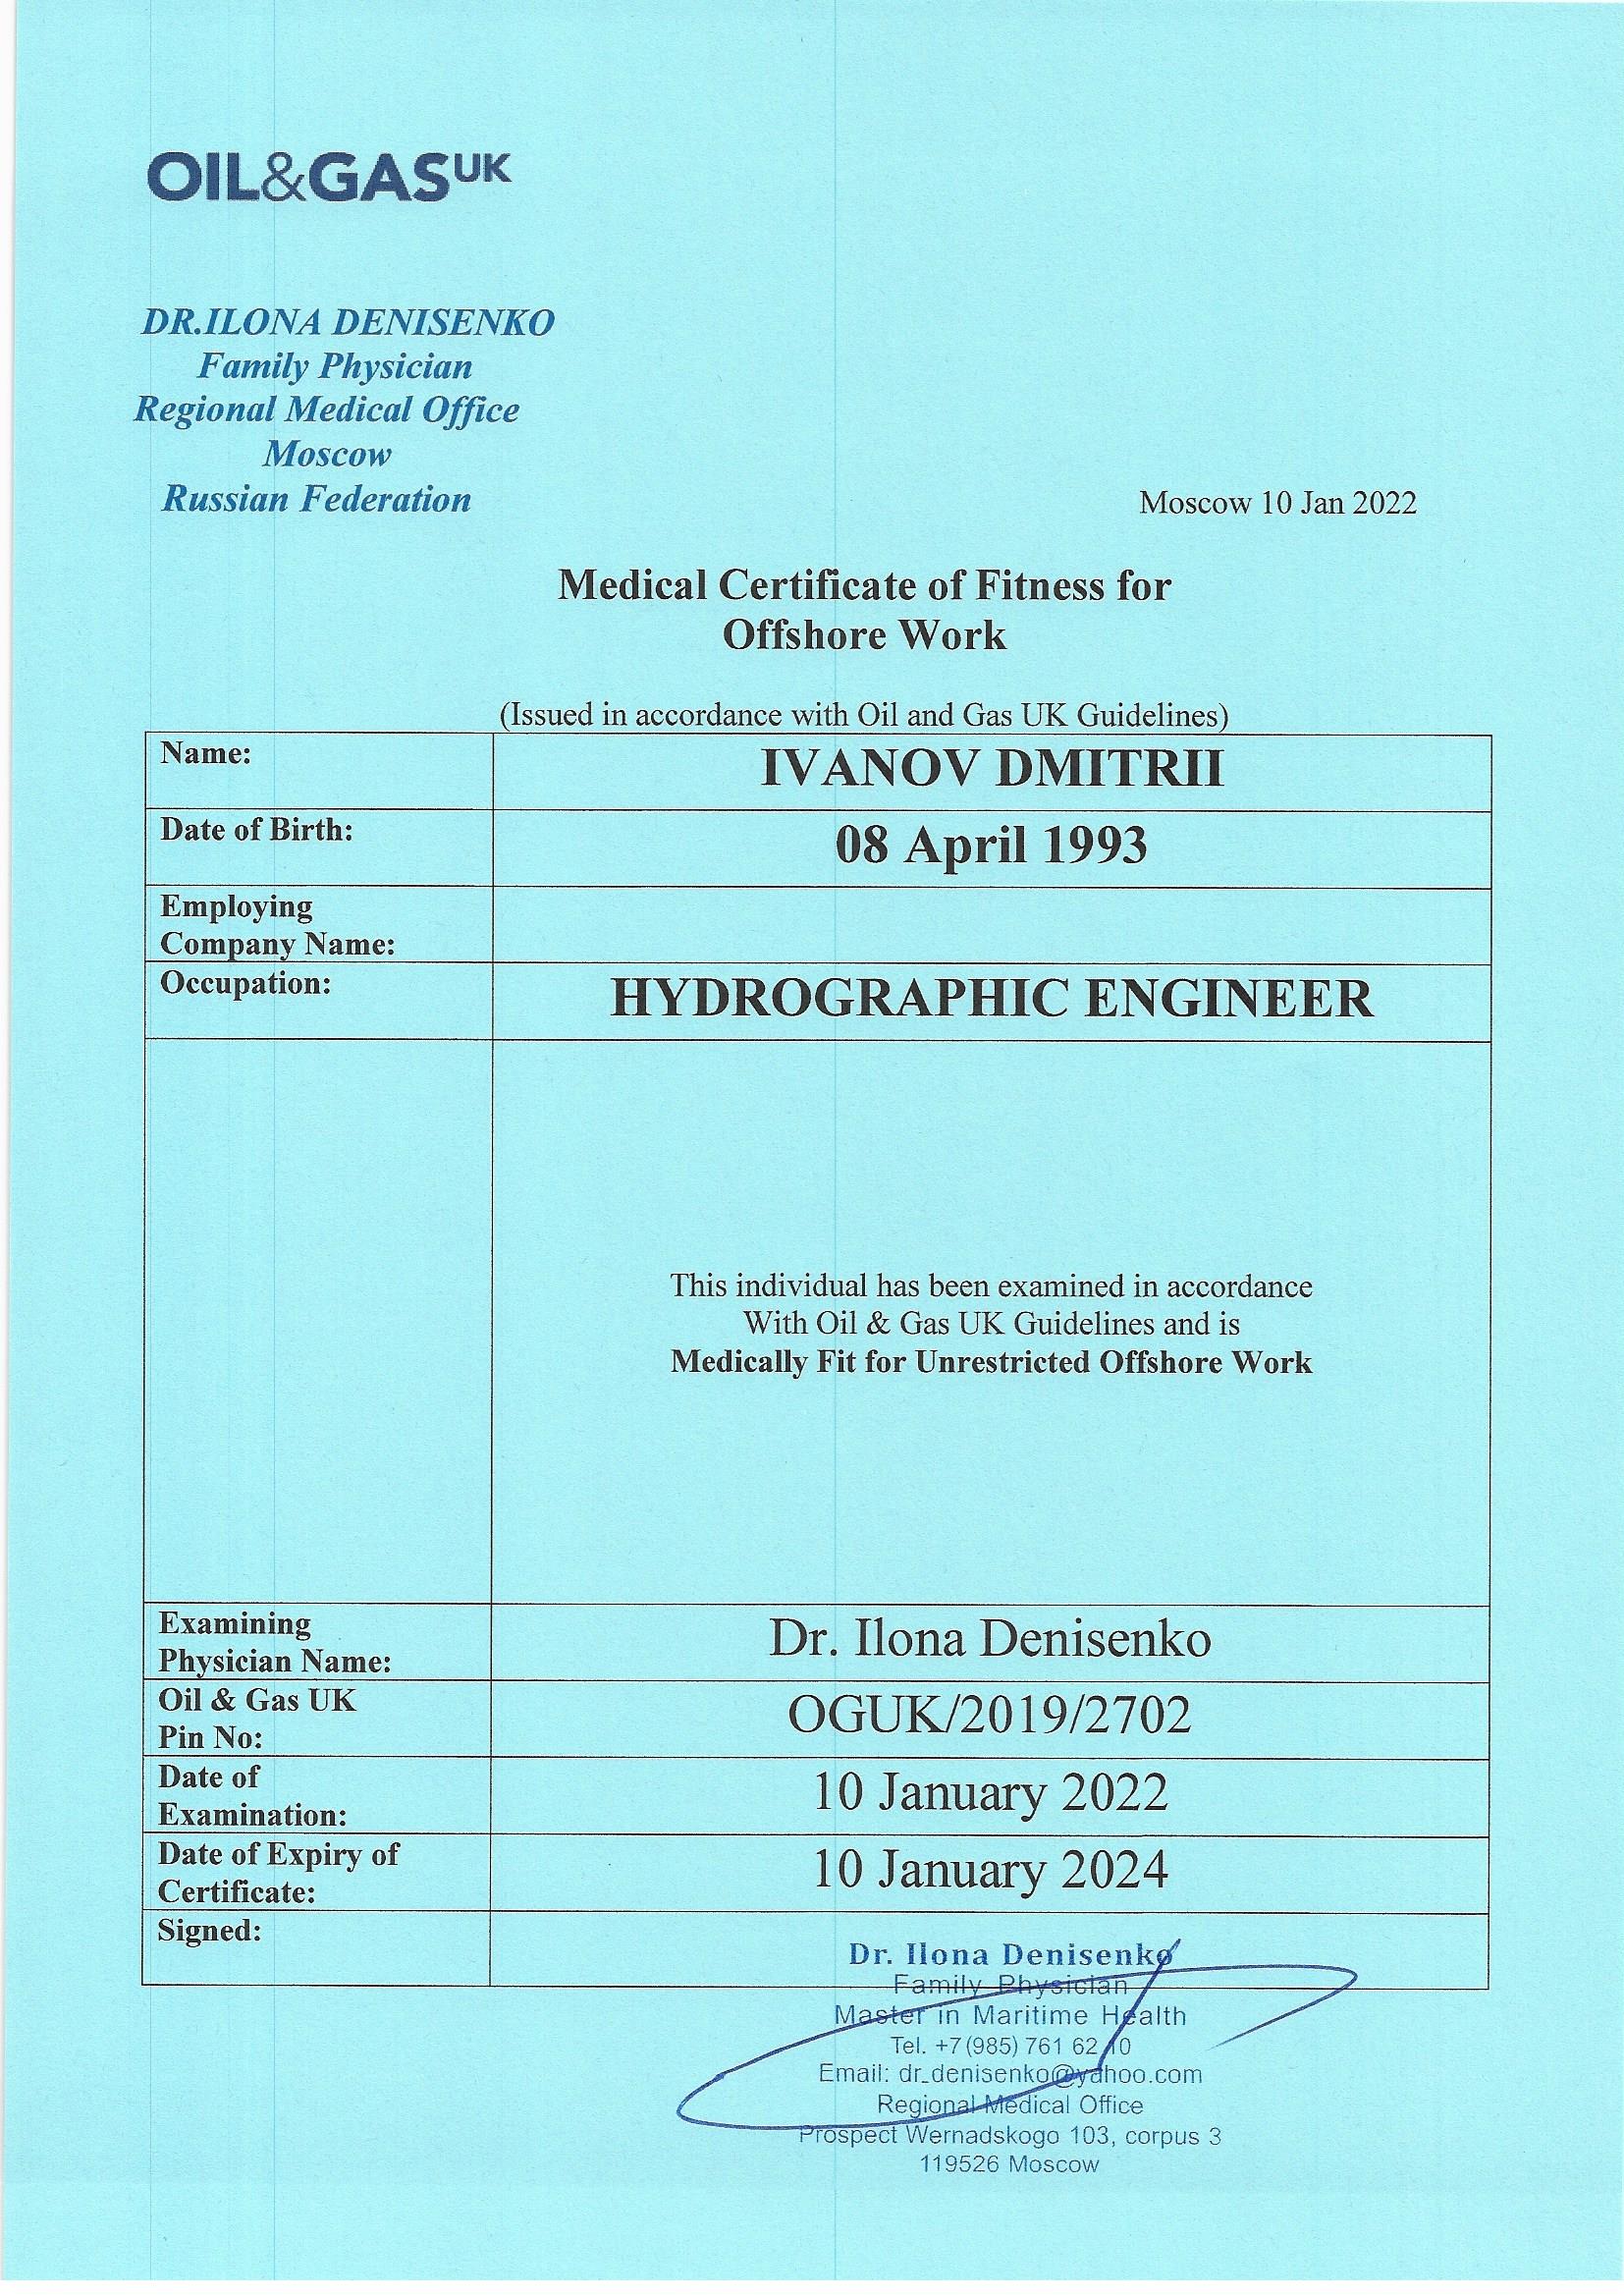 OIL&GASUK
DR.ILONA DENISENKO
Family Physician
Regional Medical Office
Moscow
Russian Federation
Moscow 10 Jan 2022
Medical Certificate of Fitness for
Offshore Work
(Issued in accordance with Oil and Gas UK Guidelines)
Name:
IVANOV DMITRII
Date of Birth:
08 April 1993
Employing
Company Name:
Occupation:
HYDROGRAPHIC ENGINEER
This individual has been examined in accordance
With Oil & Gas UK Guidelines and is
Medically Fit for Unrestricted Offshore Work
Examining
Physician Name:
Dr. Ilona Denisenko
Oil & Gas UK
Pin No:
OGUK/2019/2702
Date of
Examination:
10 January 2022
Date of Expiry of
Certificate:
10 January 2024
Signed:
Dr. Ilona Denisenko
Family Physician
Master in Maritime Health
Tel. +7 (985) 761 62 10
Email: dr_denisenko@yahoo.com
Regional Medical Office
Prospect Wernadskogo 103, corpus 3
119526 Moscow